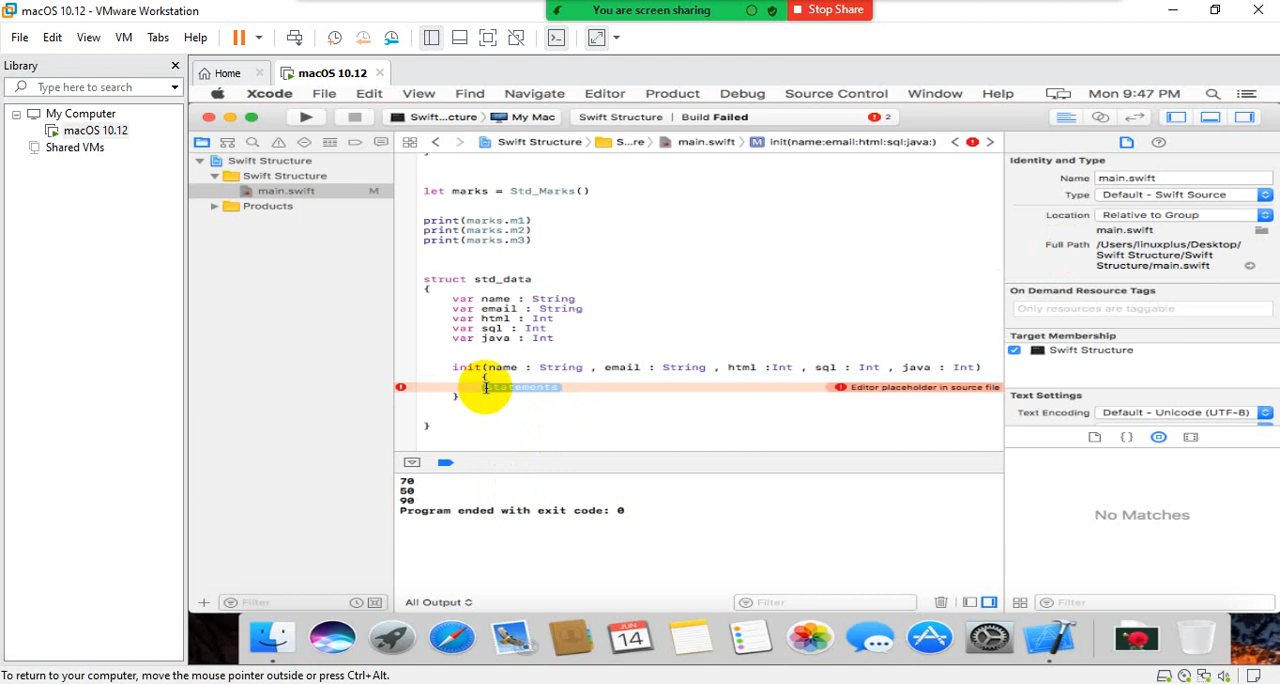 macOS 10.12 - VMware Workstation
You are screen sharing
Stop Share
File Edit View VM Tabs Help
Library
Type here to search
My Computer
macOS 10.12
Shared VMs
Home
macOS 10.12
Xcode File Edit View Find Navigate Editor Product Debug Source Control Window Help Mon 9:47 PM
Swift...cture My Mac
Swift Structure | Build Failed
2
Swift Structure S...re main.swift M init(name:email:html:sql:java:)
Swift Structure
Swift Structure
main.swift M
Products
let marks = Std_Marks()
print(marks.m1)
print(marks.m2)
print(marks.m3)
struct std_data
{
var name : String
var email : String
var html : Int
var sql : Int
var java : Int
init(name : String , email : String , html :Int , sql : Int , java : Int)
{
statements
Editor placeholder in source file
}
}
70
50
90
Program ended with exit code: 0
All Output
Filter
Filter
Identity and Type
Name main.swift
Type Default - Swift Source
Location Relative to Group
main.swift
Full Path /Users/linuxplus/Desktop/
Swift Structure/Swift
Structure/main.swift
On Demand Resource Tags
Only resources are taggable
Target Membership
Swift Structure
Text Settings
Text Encoding Default - Unicode (UTF-8)
No Matches
Filter
JUN
14
To return to your computer, move the mouse pointer outside or press Ctrl+Alt.